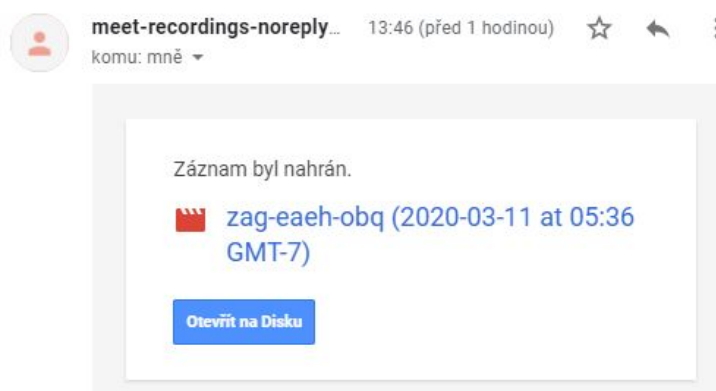 meet-recordings-noreply... 13:46 (před 1 hodinou)
komu: mně
Záznam byl nahrán.
zag-eaeh-obq (2020-03-11 at 05:36
GMT-7)
Otevřít na Disku